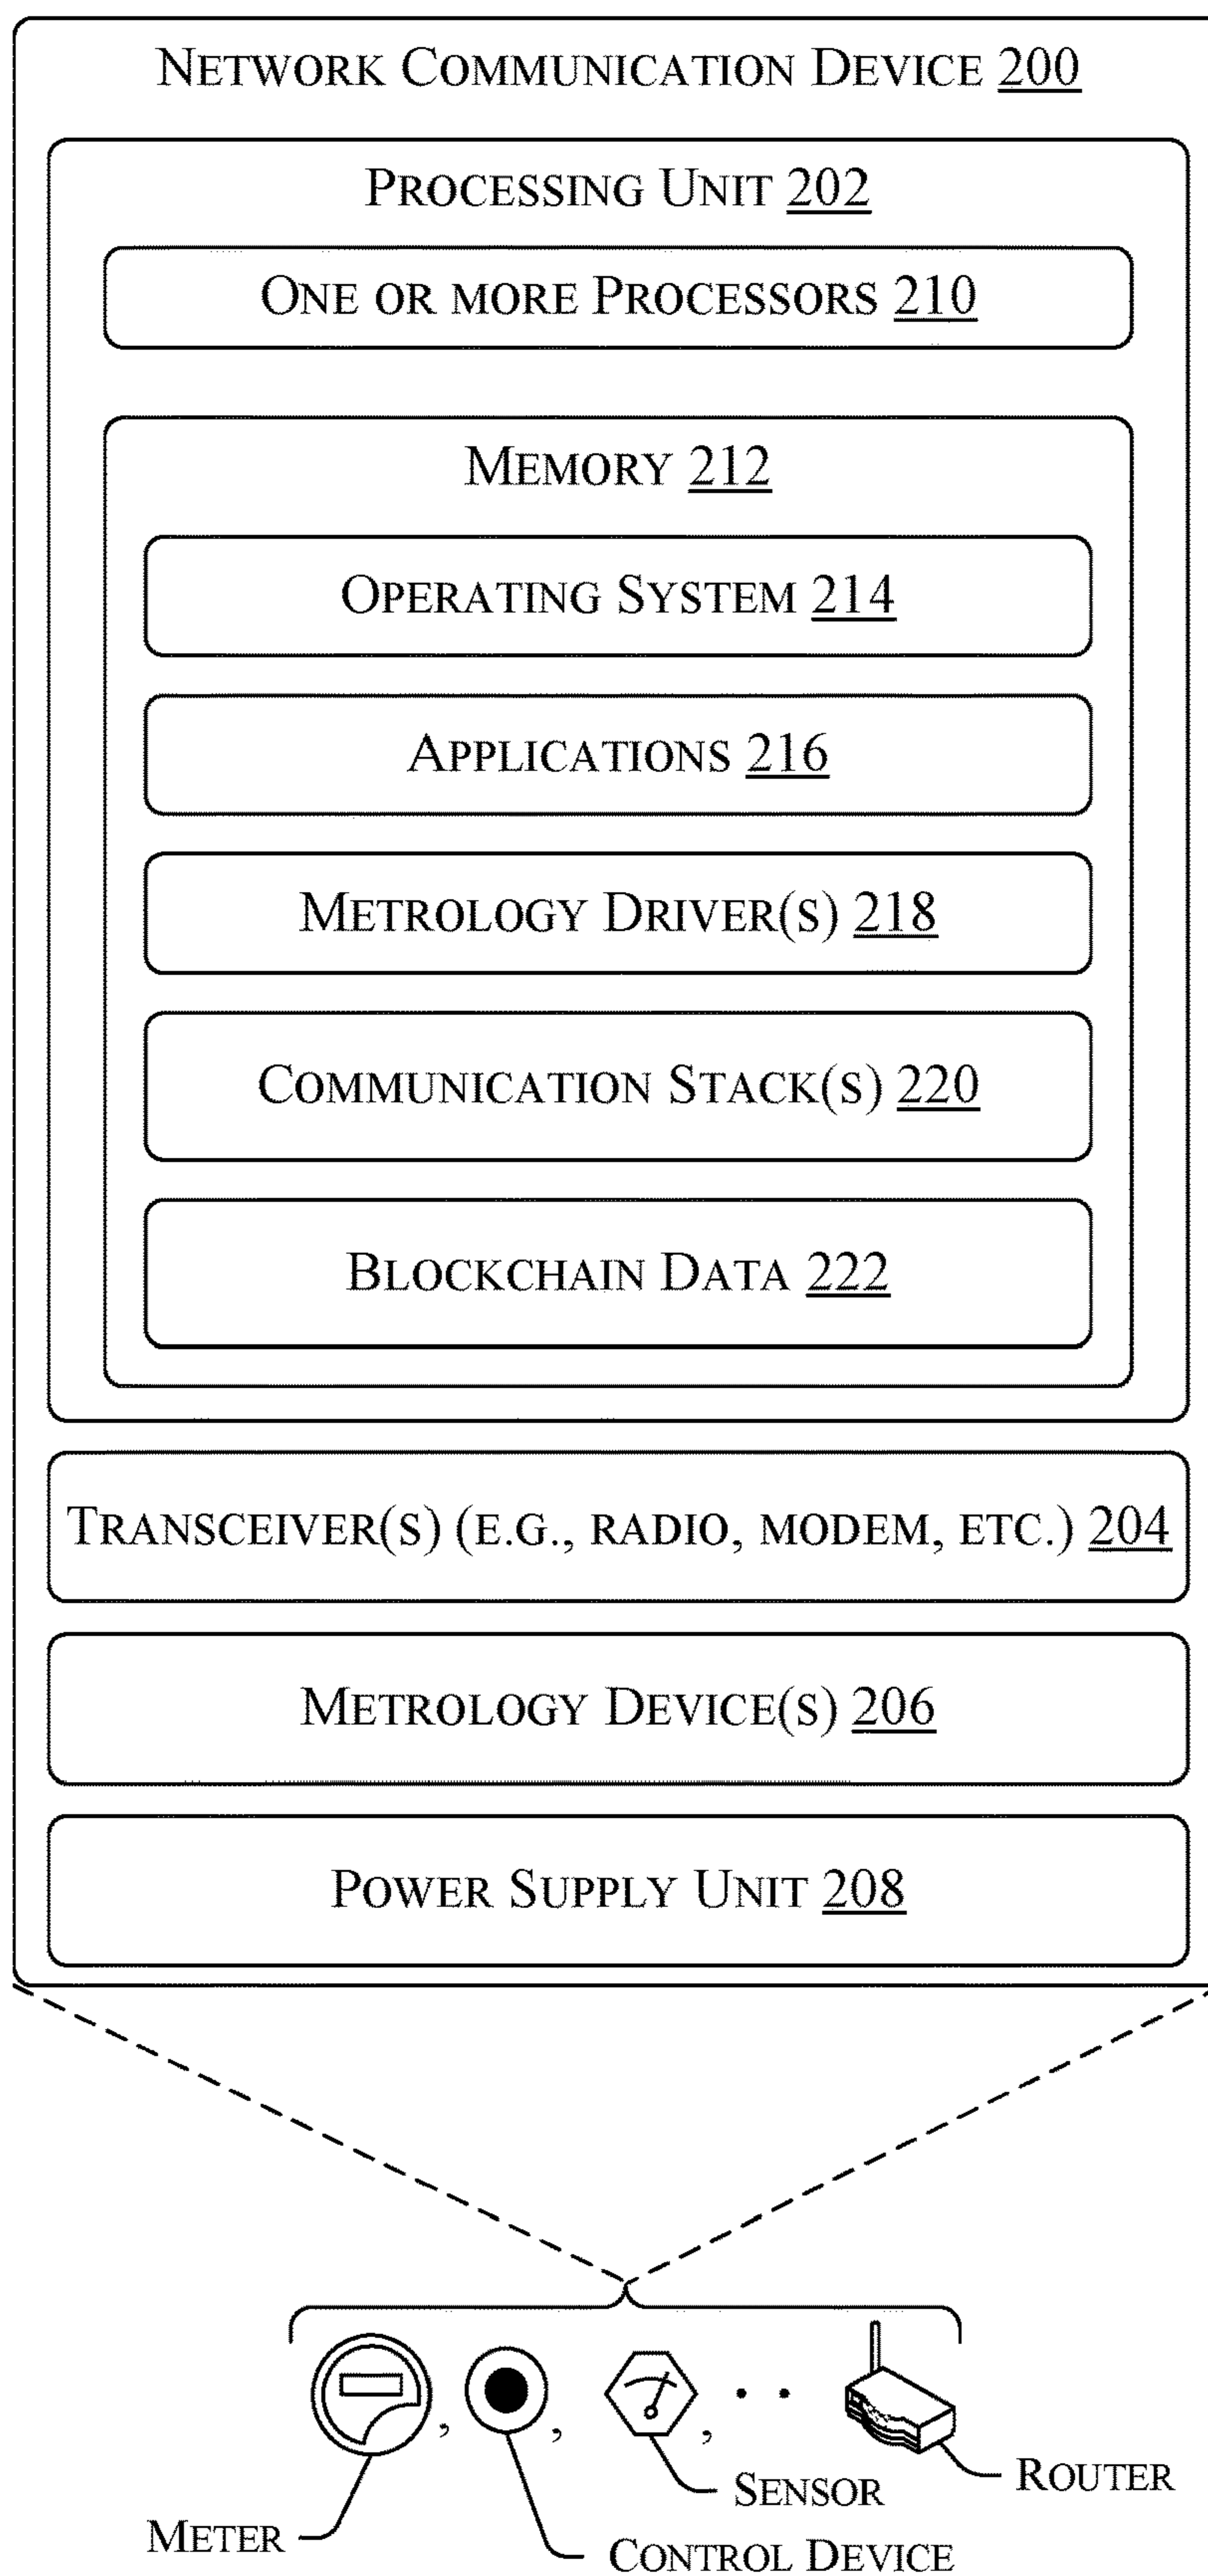 NETWORK COMMUNICATION DEVICE 200
PROCESSING UNIT 202
ONE OR MORE PROCESSORS 210
MEMORY 212
OPERATING SYSTEM 214
APPLICATIONS 216
METROLOGY DRIVER(S) 218
COMMUNICATION STACK(S) 220
BLOCKCHAIN DATA 222
TRANSCEIVER(S) (E.G., RADIO, MODEM, ETC.) 204
METROLOGY DEVICE(S) 206
POWER SUPPLY UNIT 208
, , , . .
ROUTER
SENSOR
METER
CONTROL DEVICE